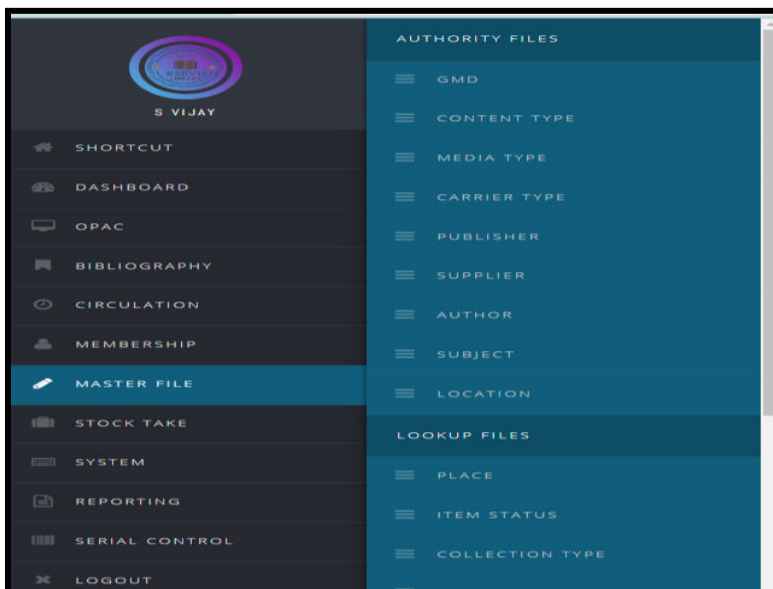 S VIJAY
SHORTCUT
DASHBOARD
OPAC
BIBLIOGRAPHY
CIRCULATION
MEMBERSHIP
MASTER FILE
STOCK TAKE
SYSTEM
REPORTING
SERIAL CONTROL
LOGOUT
AUTHORITY FILES
GMD
CONTENT TYPE
MEDIA TYPE
CARRIER TYPE
PUBLISHER
SUPPLIER
AUTHOR
SUBJECT
LOCATION
LOOKUP FILES
PLACE
ITEM STATUS
COLLECTION TYPE